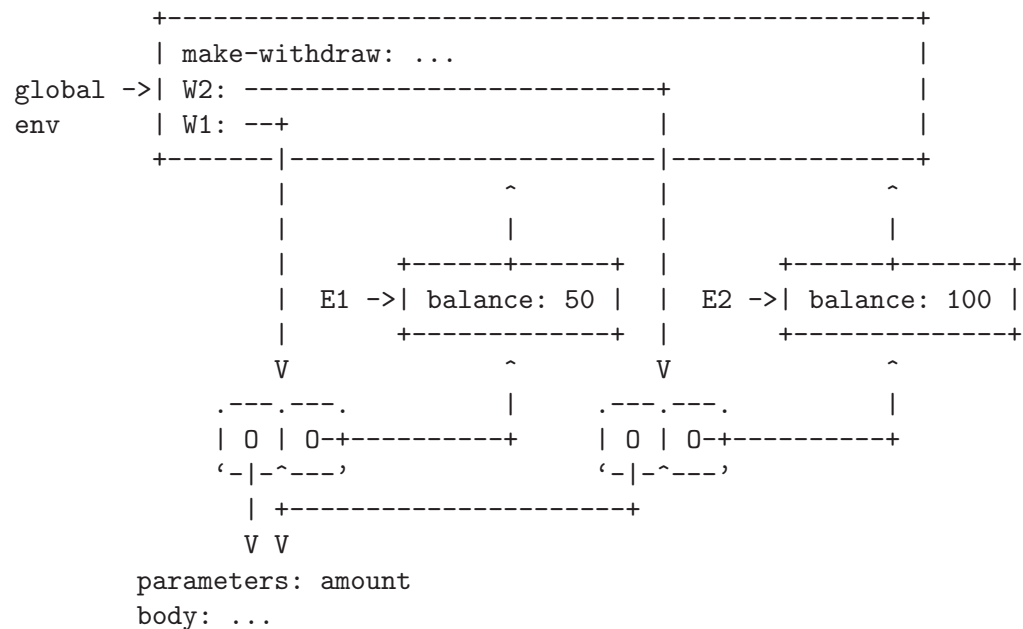 +--------------------------------------------------+
| make-withdraw: ... |
global ->| W2: ---------------------------+ |
env | W1: --+ | |
+-------|------------------------|----------------+
| ^ | ^
| | | |
| +------+------+ | +------+-------+
| E1 ->| balance: 50 | | E2 ->| balance: 100 |
| +-------------+ | +--------------+
V ^ V ^
.---.---. | .---.---. |
| O | O-+----------+ | O | O-+----------+
‘-|-^---’ ‘-|-^---’
| +----------------------+
V V
parameters: amount
body: ...